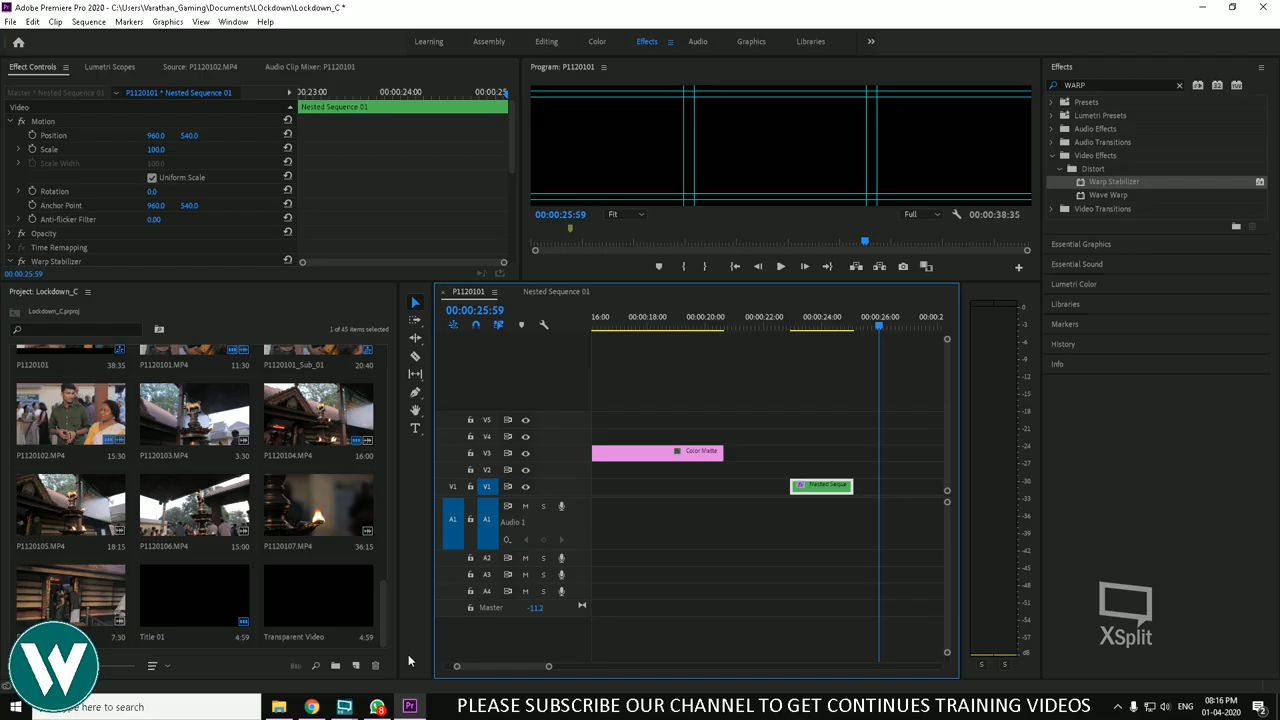 Adobe Premiere Pro 2020 - C:\Users\Varathan_Gaming\Documents\LOckdown\Lockdown_C *
File Edit Clip Sequence Markers Graphics View Window Help
Learning Assembly Editing Color Effects Audio Graphics Libraries
Effect Controls Lumetri Scopes Source: P1120102.MP4 Audio Clip Mixer: P1120101
Program: P1120101
Effects
Master * Nested Sequence 01 P1120101 * Nested Sequence 01
00:23:00 00:00:24:00 00:00:25
WARP
Video
Nested Sequence 01
Motion
Position 960.0 540.0
Scale 100.0
Scale Width 100.0
Uniform Scale
Rotation 0.0
Anchor Point 960.0 540.0
Anti-flicker Filter 0.00
Opacity
Time Remapping
Warp Stabilizer
00:00:25:59
00:00:25:59 Fit Full 00:00:38:35
Presets
Lumetri Presets
Audio Effects
Audio Transitions
Video Effects
Distort
Warp Stabilizer
Wave Warp
Video Transitions
Essential Graphics
Essential Sound
Lumetri Color
Libraries
Markers
History
Info
Project: Lockdown_C
Lockdown_C.prproj
1 of 45 items selected
P1120101 38:35 P1120101.MP4 11:30 P1120101_Sub_01 20:40
P1120102.MP4 15:30 P1120103.MP4 3:30 P1120104.MP4 16:00
P1120105.MP4 18:15 P1120106.MP4 15:00 P1120107.MP4 36:15
7:30 Title 01 4:59 Transparent Video 4:59
P1120101 Nested Sequence 01
00:00:25:59
16:00 00:00:18:00 00:00:20:00 00:00:22:00 00:00:24:00 00:00:26:00 00:00:2
V5
V4
V3 Color Matte
V2
V1 V1 Nested Seque
A1 A1 M S
Audio 1
A2 M S
A3 M S
A4 M S
Master -11.2
0
-3
-6
-9
-12
-15
-18
-21
-24
-27
-30
-33
-36
-39
-42
-45
-48
-51
-54
-57
dB
S S
XSplit
W
here to search
PLEASE SUBSCRIBE OUR CHANNEL TO GET CONTINUES TRAINING VIDEOS
8
Pr
ENG
08:16 PM
01-04-2020
2